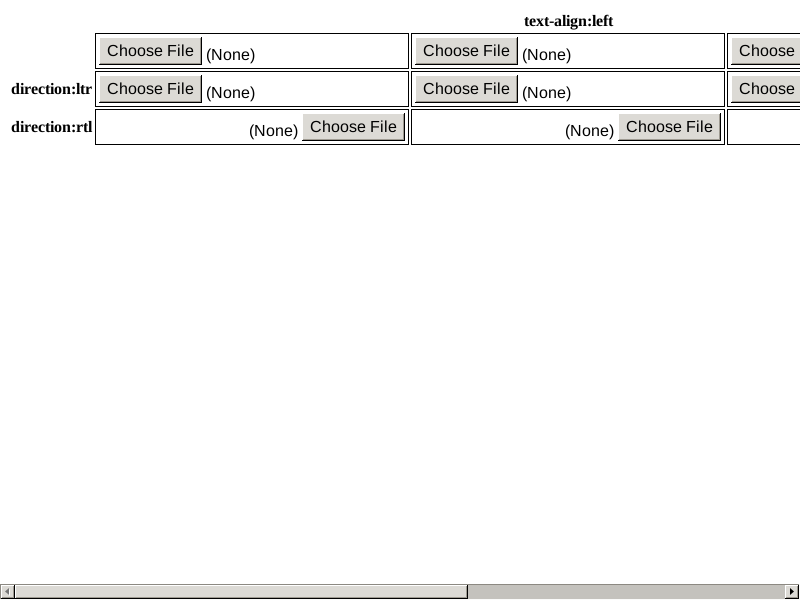 text-align:left
Choose File (None) Choose File (None) Choose
direction:ltr Choose File (None) Choose File (None) Choose
direction:rtl (None) Choose File (None) Choose File